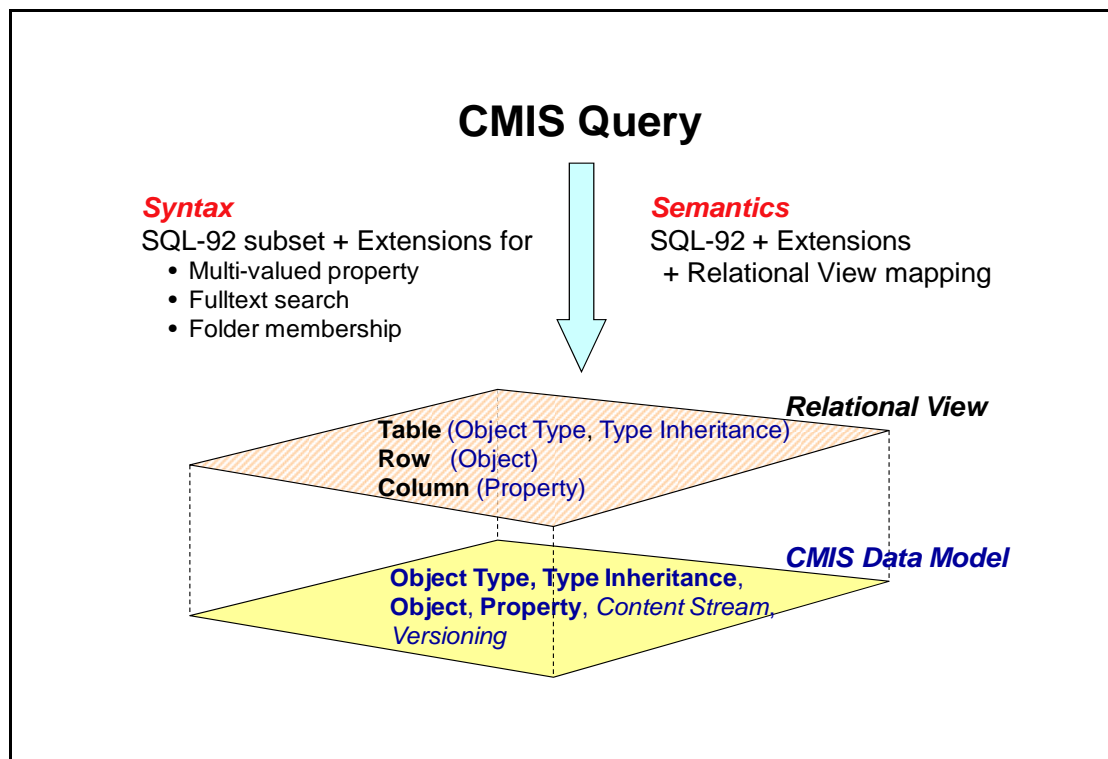 CMIS Query
Syntax
SQL-92 subset + Extensions for
• Multi-valued property
• Fulltext search
• Folder membership
Semantics
SQL-92 + Extensions
+ Relational View mapping
Relational View
Table (Object Type, Type Inheritance)
Row (Object)
Column (Property)
CMIS Data Model
Object Type, Type Inheritance,
Object, Property, Content Stream,
Versioning